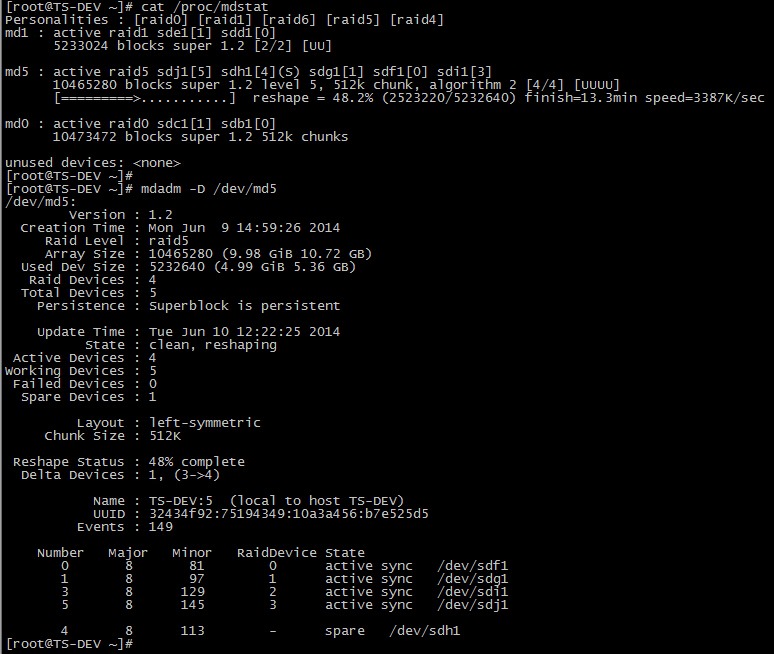 [root@TS-DEV ~]# cat /proc/mdstat
Personalities : [raid0] [raid1] [raid6] [raid5] [raid4]
md1 : active raid1 sde1[1] sdd1[0]
      5233024 blocks super 1.2 [2/2] [UU]

md5 : active raid5 sdj1[5] sdh1[4](S) sdg1[1] sdf1[0] sdi1[3]
      10465280 blocks super 1.2 level 5, 512k chunk, algorithm 2 [4/4] [UUUU]
      [=========>...........]  reshape = 48.2% (2523220/5232640) finish=13.3min speed=3387K/sec

md0 : active raid0 sdc1[1] sdb1[0]
      10473472 blocks super 1.2 512k chunks

unused devices: <none>
[root@TS-DEV ~]#
[root@TS-DEV ~]# mdadm -D /dev/md5
/dev/md5:
        Version : 1.2
  Creation Time : Mon Jun  9 14:59:26 2014
     Raid Level : raid5
     Array Size : 10465280 (9.98 GiB 10.72 GB)
  Used Dev Size : 5232640 (4.99 GiB 5.36 GB)
   Raid Devices : 4
  Total Devices : 5
    Persistence : Superblock is persistent

    Update Time : Tue Jun 10 12:22:25 2014
          State : clean, reshaping
 Active Devices : 4
Working Devices : 5
 Failed Devices : 0
  Spare Devices : 1

         Layout : left-symmetric
     Chunk Size : 512K

 Reshape Status : 48% complete
  Delta Devices : 1, (3->4)

           Name : TS-DEV:5  (local to host TS-DEV)
           UUID : 32434f92:75194349:10a3a456:b7e525d5
         Events : 149

    Number   Major   Minor   RaidDevice State
       0       8       81        0      active sync   /dev/sdf1
       1       8       97        1      active sync   /dev/sdg1
       3       8      129        2      active sync   /dev/sdi1
       5       8      145        3      active sync   /dev/sdj1

       4       8      113        -      spare   /dev/sdh1
[root@TS-DEV ~]#